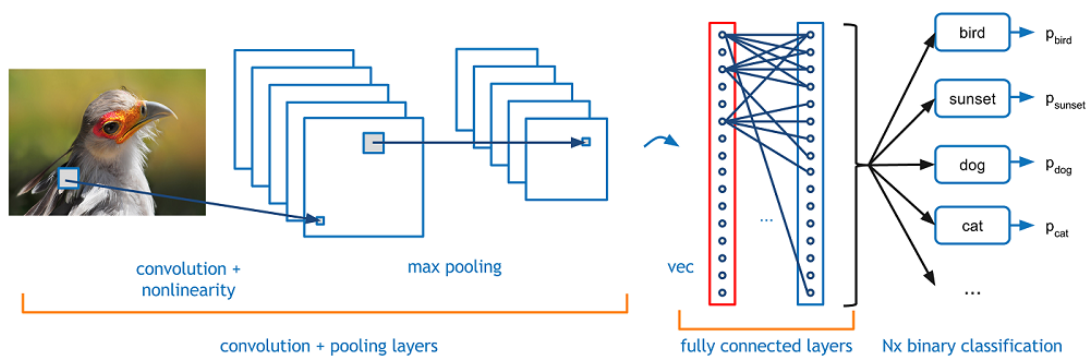 bird
p_bird
sunset
p_sunset
dog
p_dog
cat
p_cat
...
...
convolution +
nonlinearity
max pooling
vec
convolution + pooling layers
fully connected layers
Nx binary classification